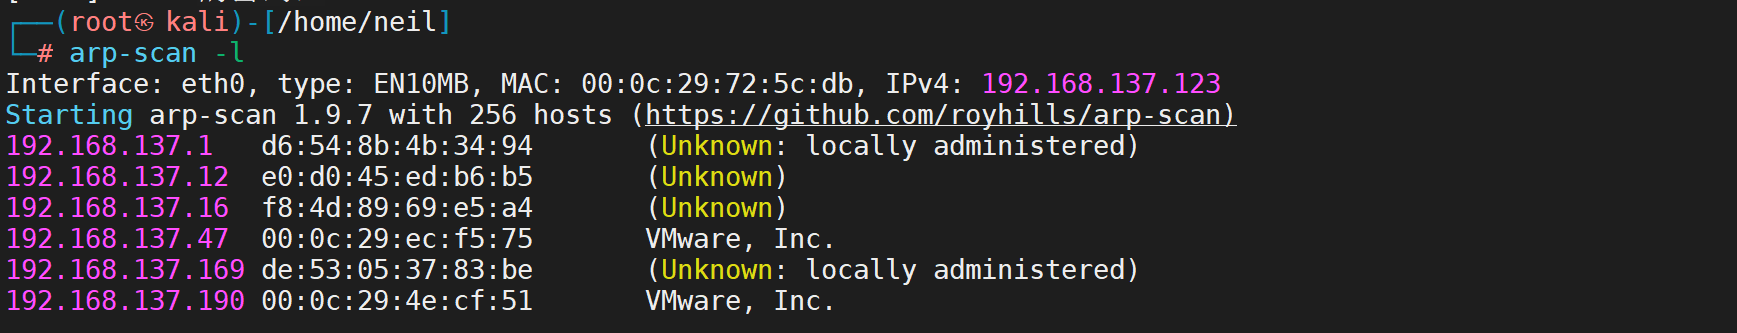 ┌──(root㉿kali)-[/home/neil]
└─# arp-scan -l
Interface: eth0, type: EN10MB, MAC: 00:0c:29:72:5c:db, IPv4: 192.168.137.123
Starting arp-scan 1.9.7 with 256 hosts (https://github.com/royhills/arp-scan)
192.168.137.1 d6:54:8b:4b:34:94 (Unknown: locally administered)
192.168.137.12 e0:d0:45:ed:b6:b5 (Unknown)
192.168.137.16 f8:4d:89:69:e5:a4 (Unknown)
192.168.137.47 00:0c:29:ec:f5:75 VMware, Inc.
192.168.137.169 de:53:05:37:83:be (Unknown: locally administered)
192.168.137.190 00:0c:29:4e:cf:51 VMware, Inc.